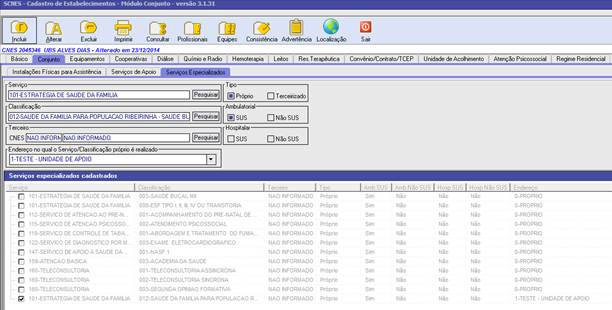 SCNES - Cadastro de Estabelecimentos - Módulo Conjunto - versão 3.1.31
Incluir Alterar Excluir Imprimir Consultar Profissionais Equipes Consistência Advertência Localização Sair
CNES 2045346 UBS ALVES DIAS - Alterado em 23/12/2014
Básico Conjunto Equipamentos Cooperativas Diálise Quimio e Radio Hemoterapia Leitos Res.Terapêutica Convênio/Contrato/TCEP Unidade de Acolhimento Atenção Psicossocial Regime Residencial
Instalações Físicas para Assistência Serviços de Apoio Serviços Especializados
Serviço Tipo
101-ESTRATEGIA DE SAUDE DA FAMILIA Pesquisar Próprio Terceirizado
Classificação Ambulatorial
012-SAUDE DA FAMILIA PARA POPULACAO RIBEIRINHA - SAUDE BU Pesquisar SUS Não SUS
Terceiro Hospitalar
CNES NAO INFORM NAO INFORMADO Pesquisar SUS Não SUS
Endereço no qual o Serviço/Classificação próprio é realizado
1-TESTE - UNIDADE DE APOIO
Serviços especializados cadastrados
Serviço Classificação Terceiro Tipo Amb SUS Amb Não SUS Hosp SUS Hosp Não SUS Endereço
101-ESTRATEGIA DE SAUDE DA FAMILIA 003-SAUDE BUCAL MI NAO INFORMADO Próprio Sim Não Não Não 0-PROPRIO
101-ESTRATEGIA DE SAUDE DA FAMILIA 008-ESF TIPO I, II, III, IV OU TRANSITORIA NAO INFORMADO Próprio Sim Não Não Não 0-PROPRIO
112-SERVICO DE ATENCAO AO PRE-N... 001-ACOMPANHAMENTO DO PRE-NATAL DE... NAO INFORMADO Próprio Sim Não Não Não 0-PROPRIO
115-SERVICO DE ATENCAO PSICOSSO... 002-ATENDIMENTO PSICOSSOCIAL NAO INFORMADO Próprio Sim Não Não Não 0-PROPRIO
119-SERVICO DE CONTROLE DE TABA... 001-ABORDAGEM E TRATAMENTO DO FUMA... NAO INFORMADO Próprio Sim Não Não Não 0-PROPRIO
122-SERVICO DE DIAGNOSTICO POR M... 003-EXAME ELETROCARDIOGRAFICO NAO INFORMADO Próprio Sim Não Não Não 0-PROPRIO
147-SERVICO DE APOIO A SAUDE DA ... 001-NASF 1 NAO INFORMADO Próprio Sim Não Não Não 0-PROPRIO
159-ATENCAO BASICA 003-ACADEMIA DA SAUDE NAO INFORMADO Próprio Sim Não Não Não 0-PROPRIO
160-TELECONSULTORIA 001-TELECONSULTORIA ASSINCRONA NAO INFORMADO Próprio Sim Não Não Não 0-PROPRIO
160-TELECONSULTORIA 002-TELECONSULTORIA SINCRONA NAO INFORMADO Próprio Sim Não Não Não 0-PROPRIO
160-TELECONSULTORIA 003-SEGUNDA OPINIAO FORMATIVA NAO INFORMADO Próprio Sim Não Não Não 0-PROPRIO
101-ESTRATEGIA DE SAUDE DA FAMILIA 012-SAUDE DA FAMILIA PARA POPULACAO R... NAO INFORMADO Próprio Sim Não Não Não 1-TESTE - UNIDADE DE APOIO